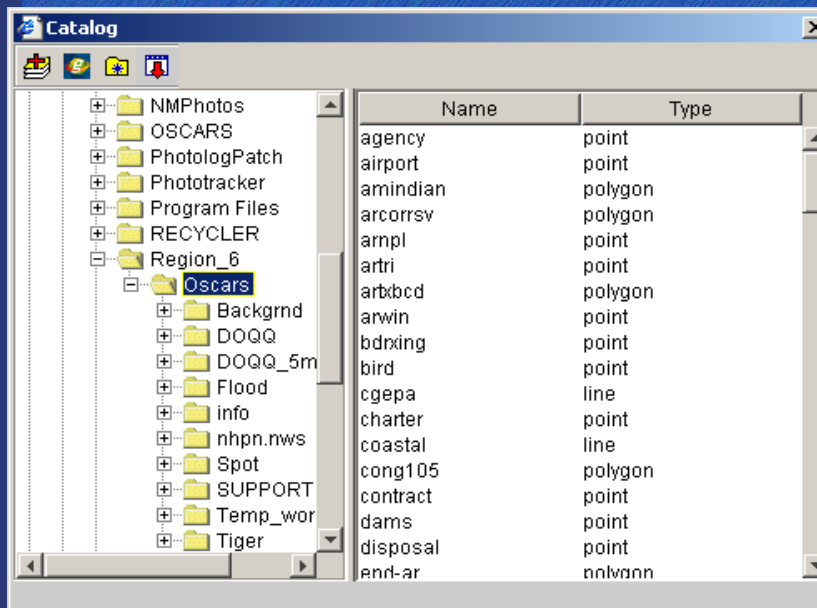 Catalog
NMPhotos
OSCARS
PhotologPatch
Phototracker
Program Files
RECYCLER
Region_6
Oscars
Backgrnd
DOQQ
DOQQ_5m
Flood
info
nhpn.nws
Spot
SUPPORT
Temp_wor
Tiger
Name Type
agency point
airport point
amindian polygon
arcorrsv polygon
arnpl point
artri point
artxbcd polygon
arwin point
bdrxing point
bird point
cgepa line
charter point
coastal line
cong105 polygon
contract point
dams point
disposal point
end-ar polygon